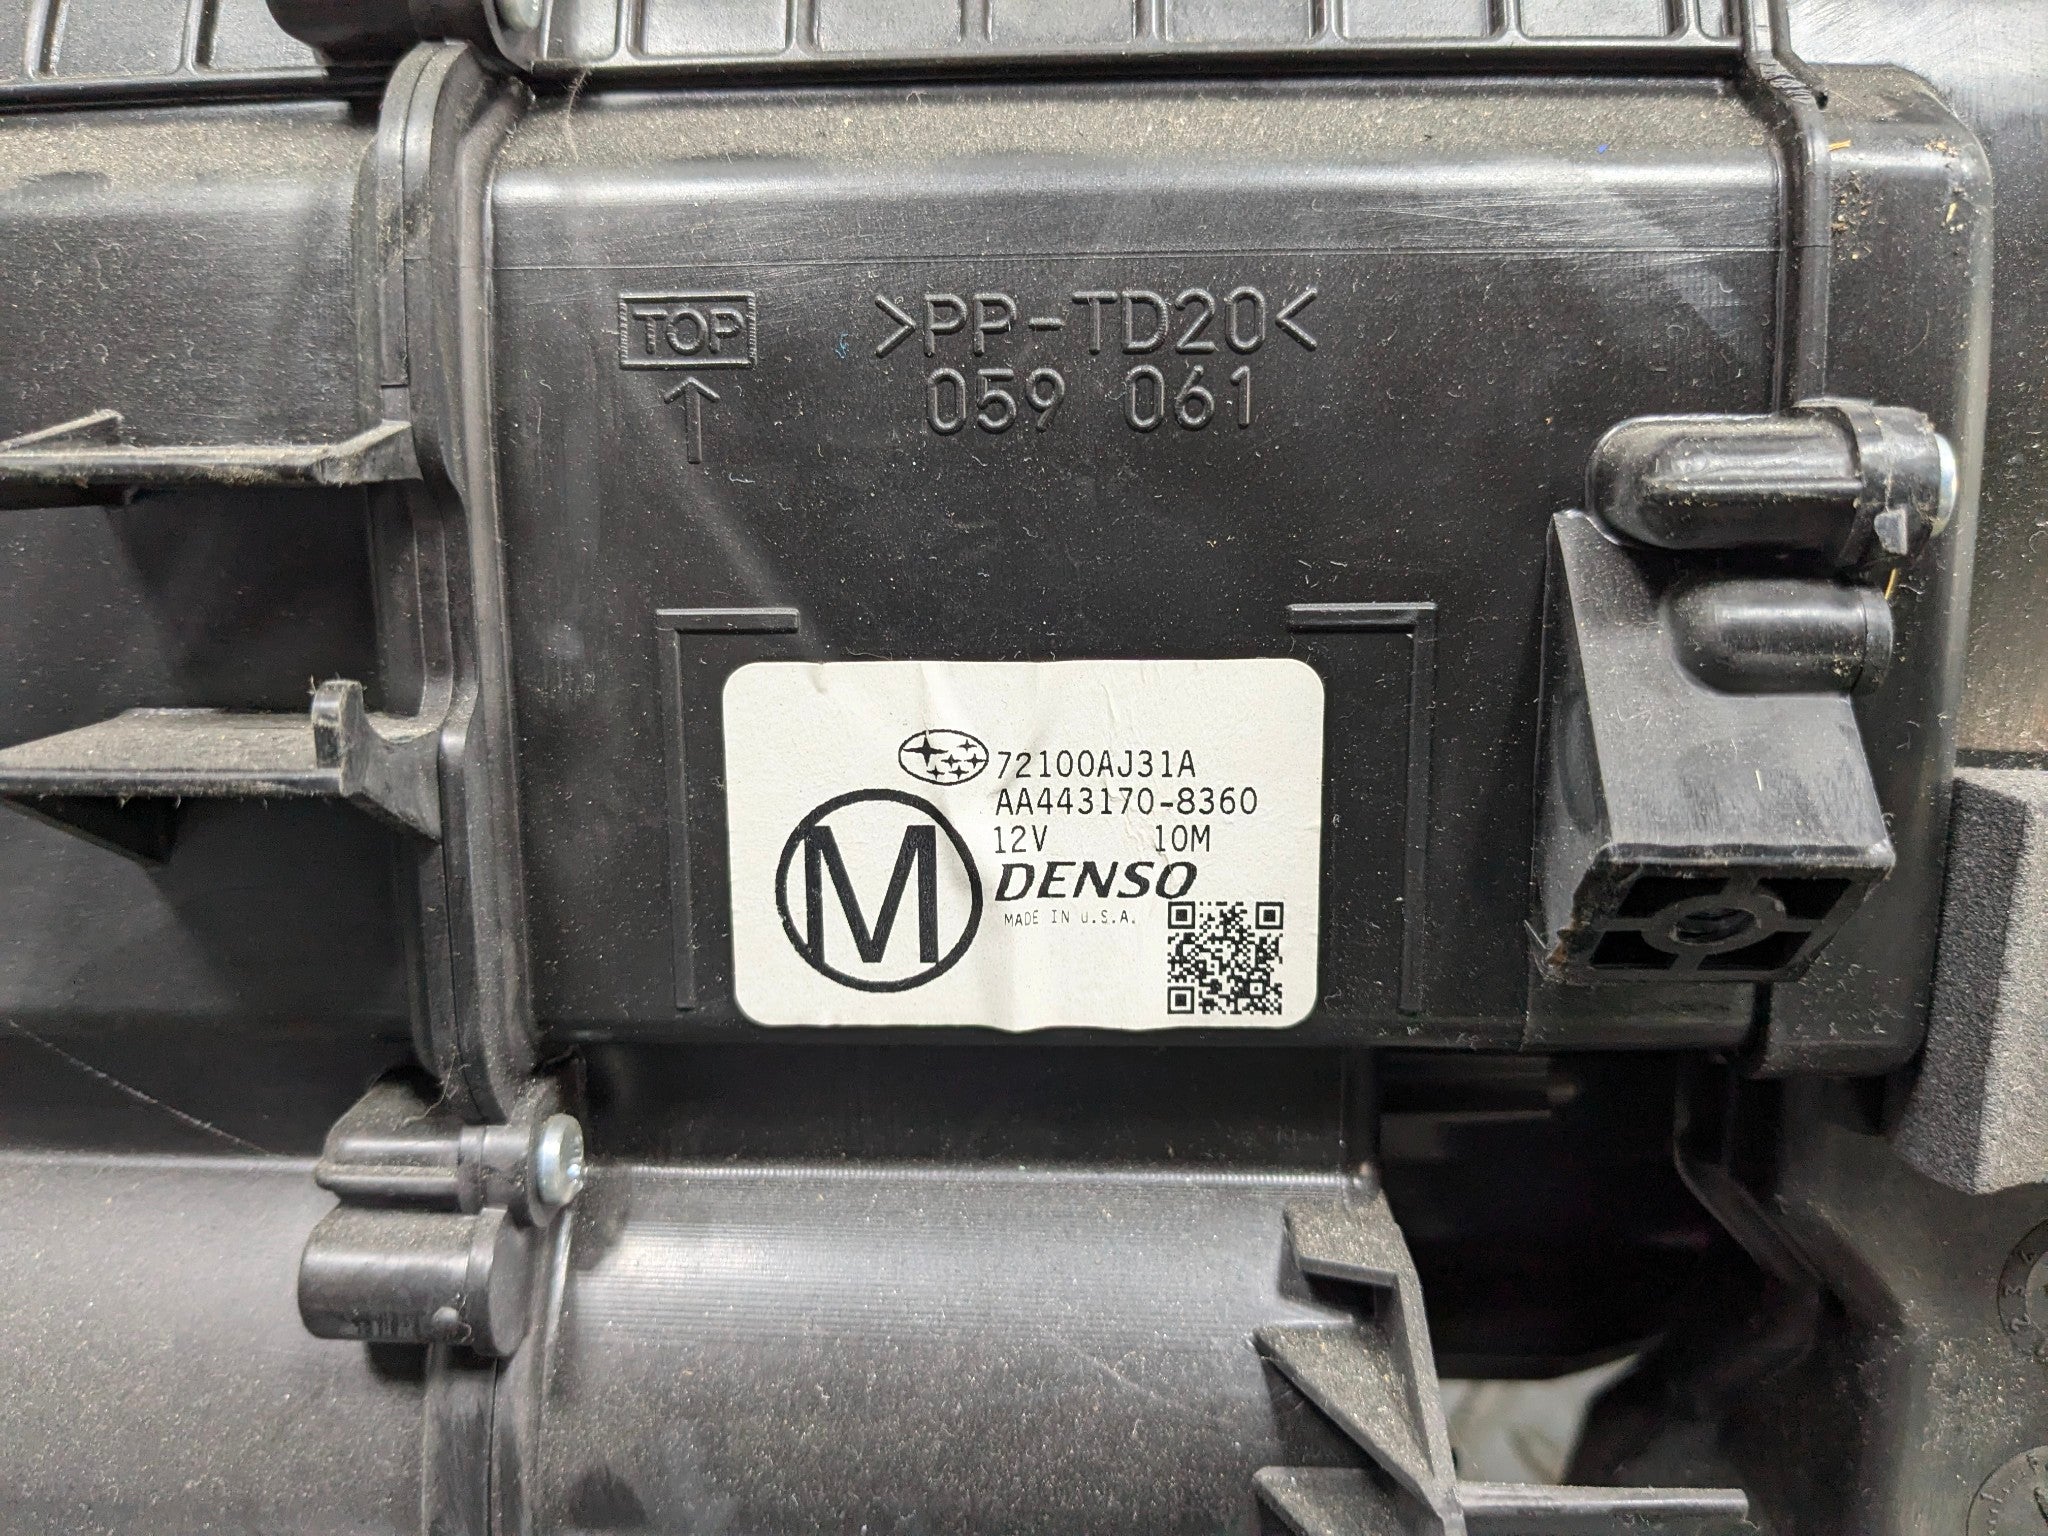 TOP
>PP-TD20<
059 061
72100AJ31A
AA443170-8360
12V 10M
M
DENSO
MADE IN U.S.A.